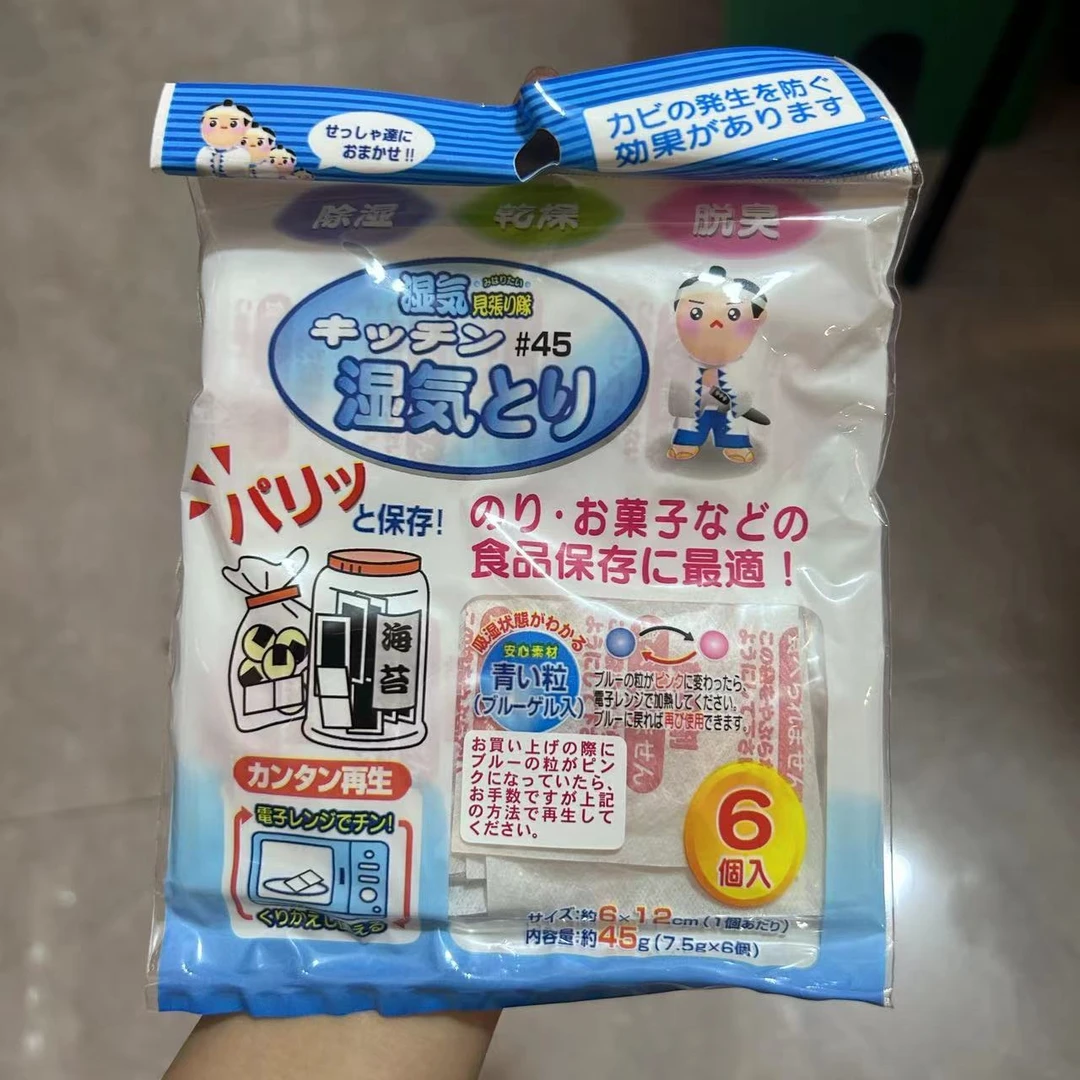 せっしゃ達に
おまかせ!!
カビの発生を防ぐ
効果があります
除湿
乾燥
脱臭
湿気
みはりたい
見張り隊
キッチン #45
湿気とり
パリッ
と保存!
のり・お菓子などの
食品保存に最適！
海苔
吸湿状態がわかる
安心素材
青い粒
(ブルーゲル入)
ブルーの粒がピンクに変わったら、
電子レンジで加熱してください。
ブルーに戻れば再び使用できます。
お買い上げの際に
ブルーの粒がピン
クになっていたら、
お手数ですが上記
の方法で再生して
ください。
カンタン再生
電子レンジでチン!
6
個入
サイズ:約6×12cm(1個あたり)
内容量:約45g(7.5g×6個)